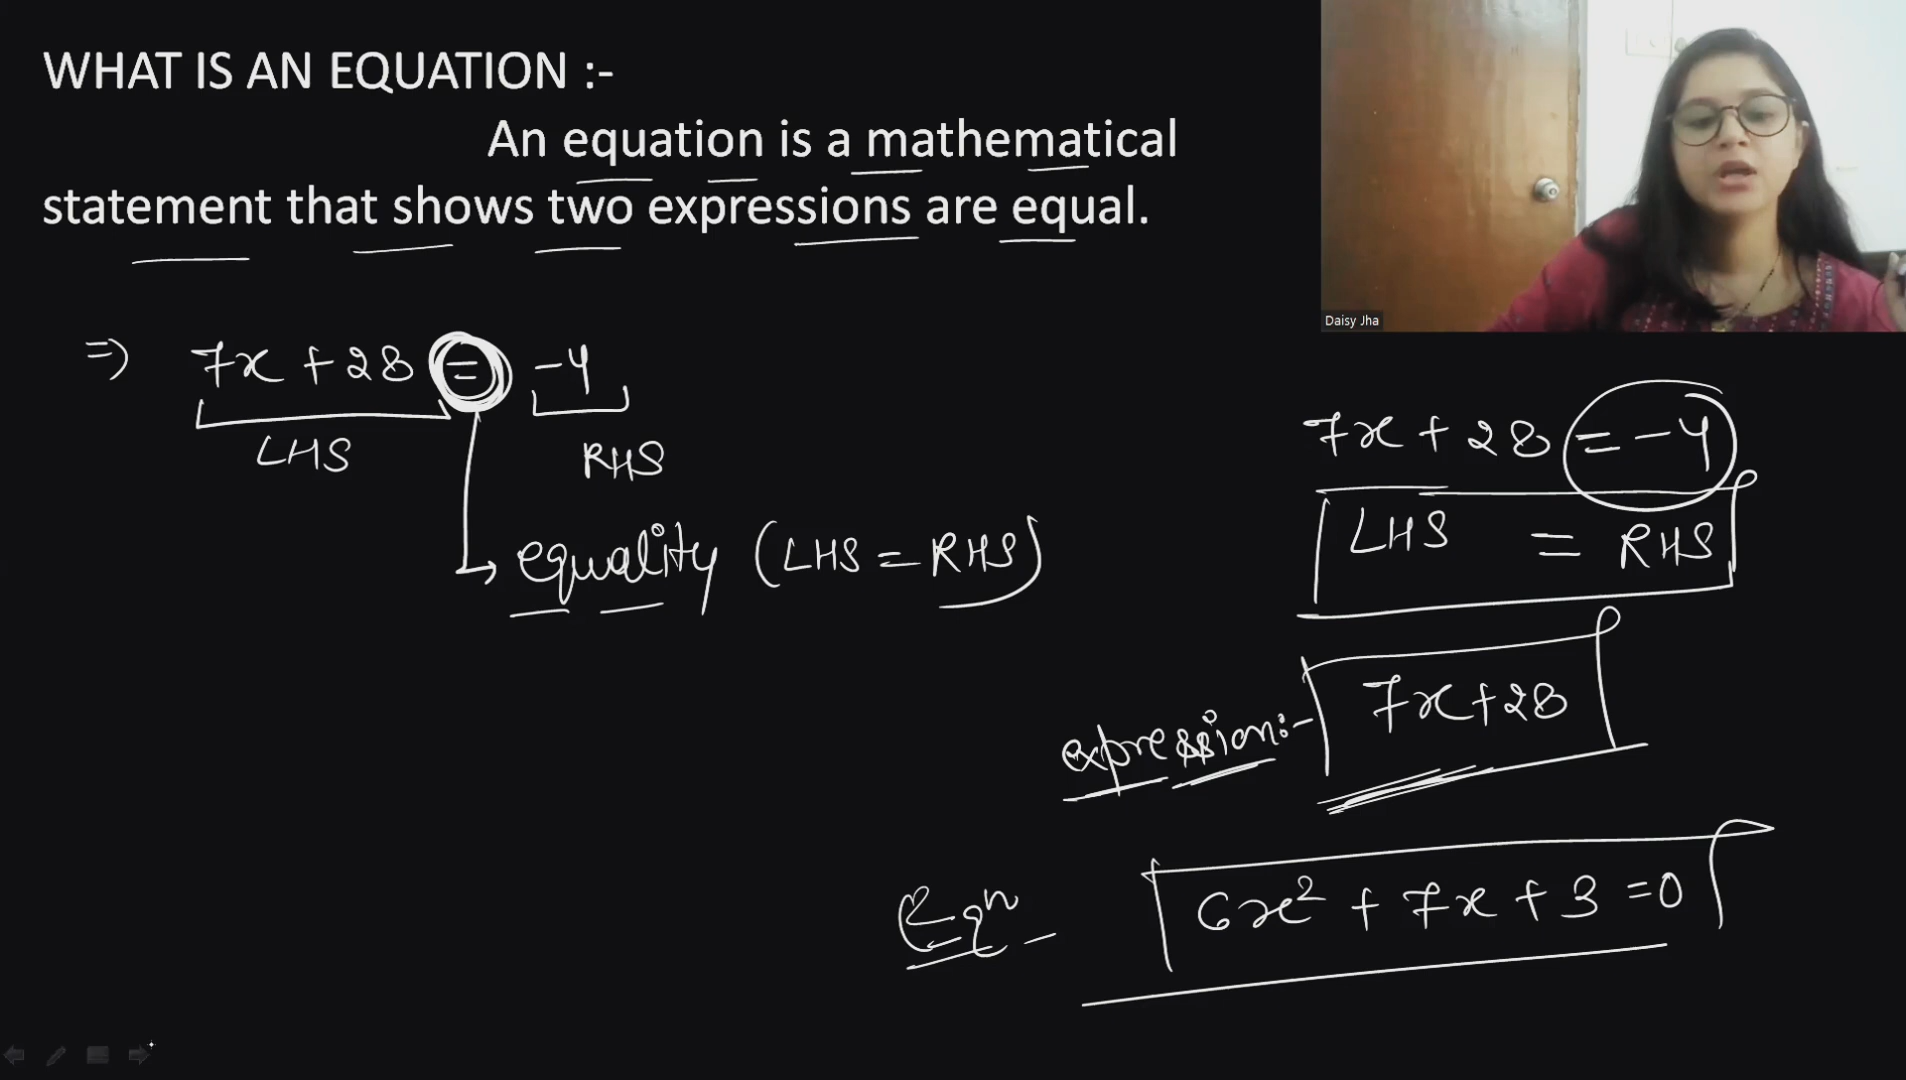 WHAT IS AN EQUATION :-
An equation is a mathematical
statement that shows two expressions are equal.
Daisy Jha
=> 7x + 28 = -4
LHS RHS
equality (LHS = RHS)
7x + 28 = -4
LHS = RHS
expression:- 7x+28
Eqn 6x² + 7x + 3 = 0